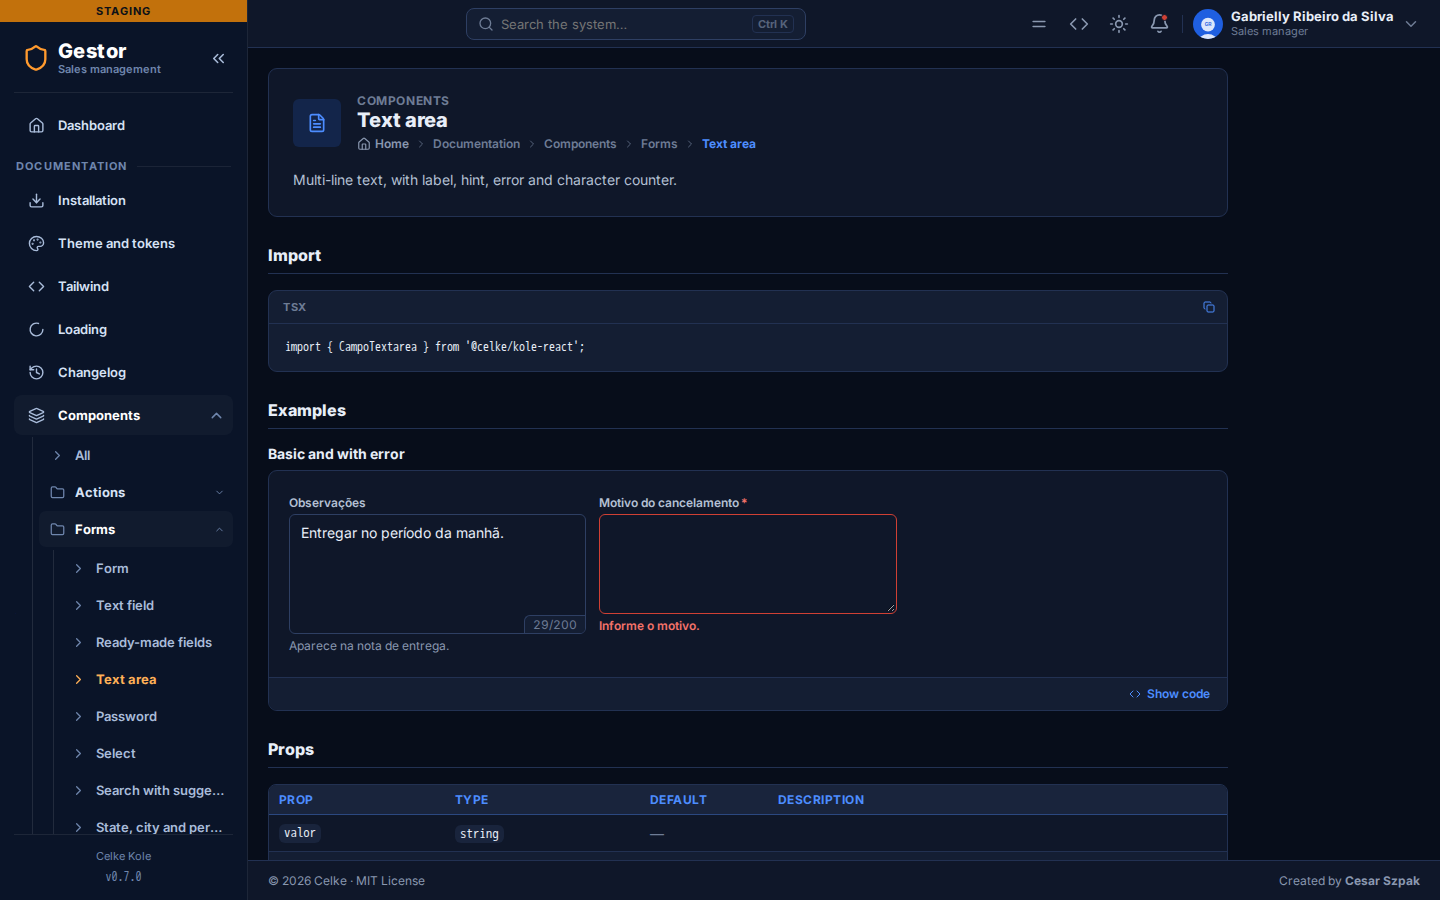 STAGING
Gestor
Sales management
Dashboard
DOCUMENTATION
Installation
Theme and tokens
Tailwind
Loading
Changelog
Components
All
Actions
Forms
Form
Text field
Ready-made fields
Text area
Password
Select
Search with sugge...
State, city and per...
Celke Kole
v0.7.0
Search the system...
Ctrl K
GR
Gabrielly Ribeiro da Silva
Sales manager
COMPONENTS
Text area
Home
Documentation
Components
Forms
Text area
Multi-line text, with label, hint, error and character counter.
Import
TSX
import { CampoTextarea } from '@celke/kole-react';
Examples
Basic and with error
Observações
Entregar no período da manhã.
29/200
Aparece na nota de entrega.
Motivo do cancelamento *
Informe o motivo.
Show code
Props
PROP TYPE DEFAULT DESCRIPTION
valor string —
© 2026 Celke · MIT License
Created by Cesar Szpak